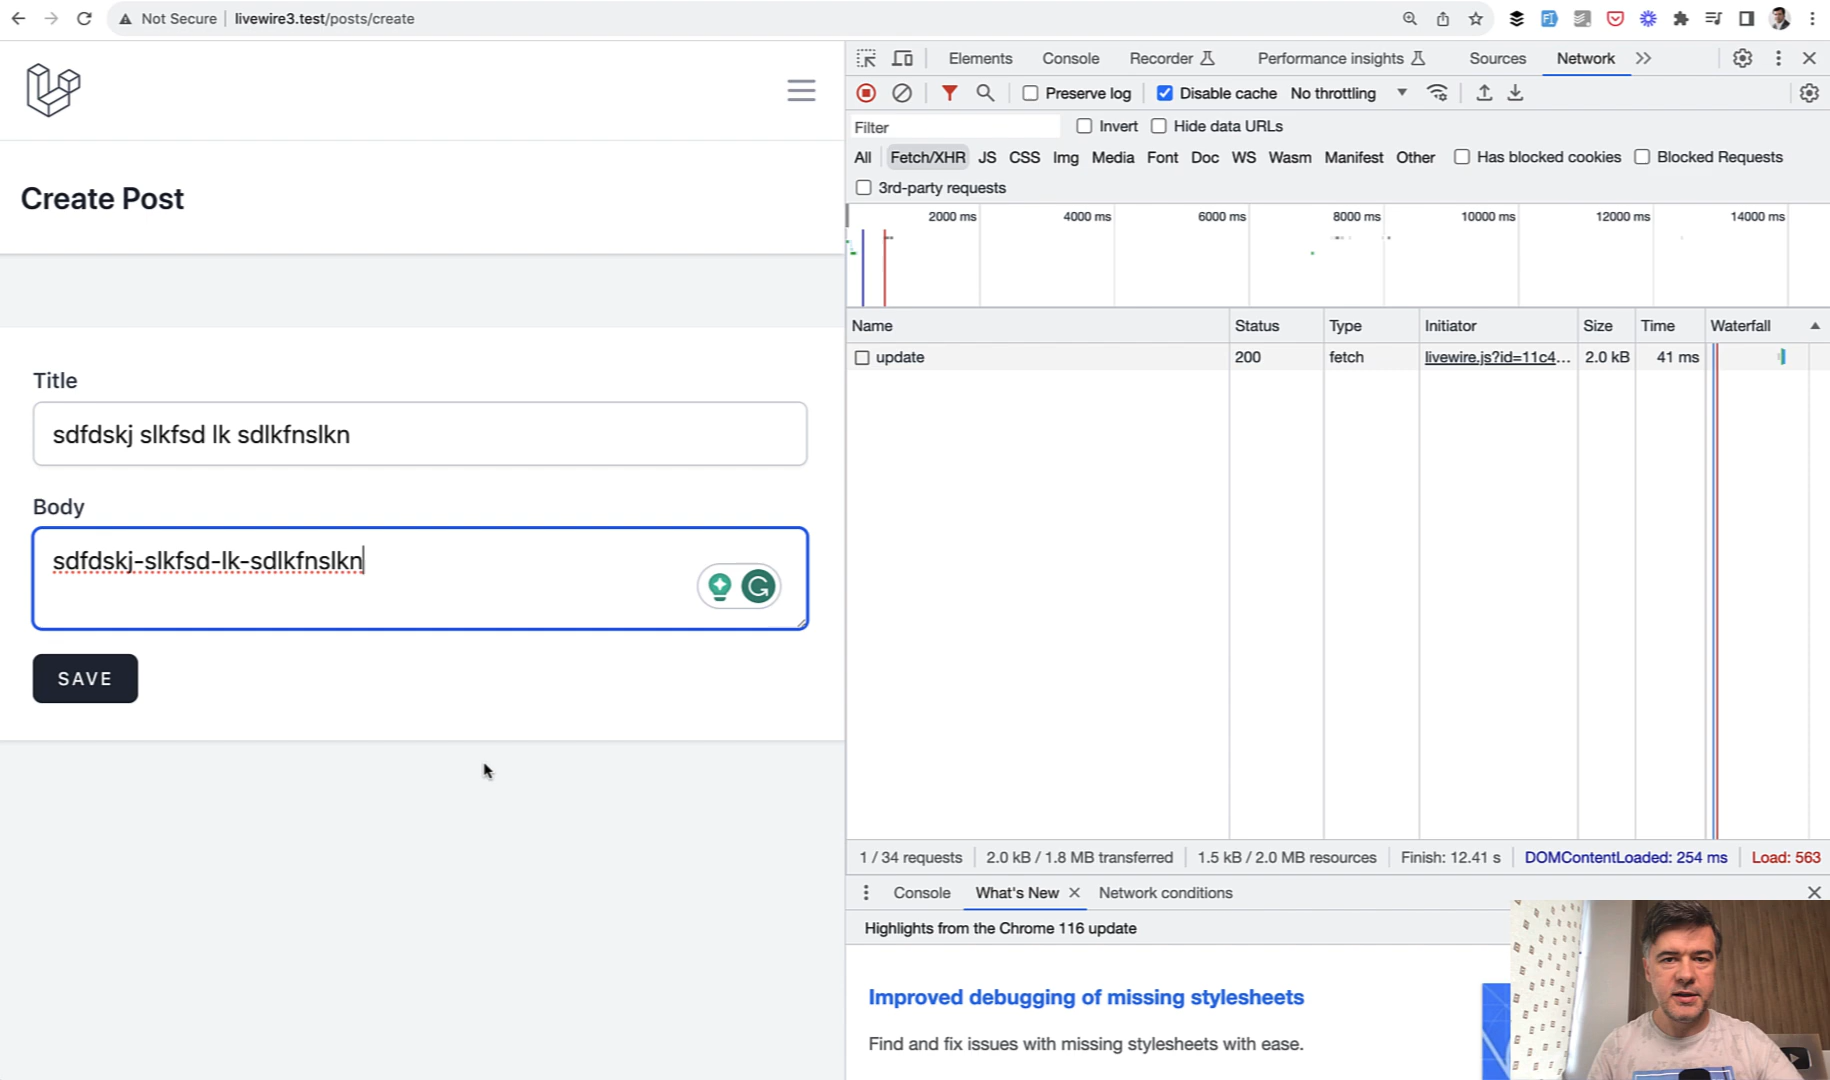 Not Secure | livewire3.test/posts/create
Create Post
Title
sdfdskj slkfsd lk sdlkfnslkn
Body
sdfdskj-slkfsd-lk-sdlkfnslkn
SAVE
Elements Console Recorder Performance insights Sources Network
Preserve log Disable cache No throttling
Filter Invert Hide data URLs
All Fetch/XHR JS CSS Img Media Font Doc WS Wasm Manifest Other Has blocked cookies Blocked Requests
3rd-party requests
2000 ms 4000 ms 6000 ms 8000 ms 10000 ms 12000 ms 14000 ms
Name Status Type Initiator Size Time Waterfall
update 200 fetch livewire.js?id=11c4... 2.0 kB 41 ms
1 / 34 requests 2.0 kB / 1.8 MB transferred 1.5 kB / 2.0 MB resources Finish: 12.41 s DOMContentLoaded: 254 ms Load: 563
Console What's New Network conditions
Highlights from the Chrome 116 update
Improved debugging of missing stylesheets
Find and fix issues with missing stylesheets with ease.